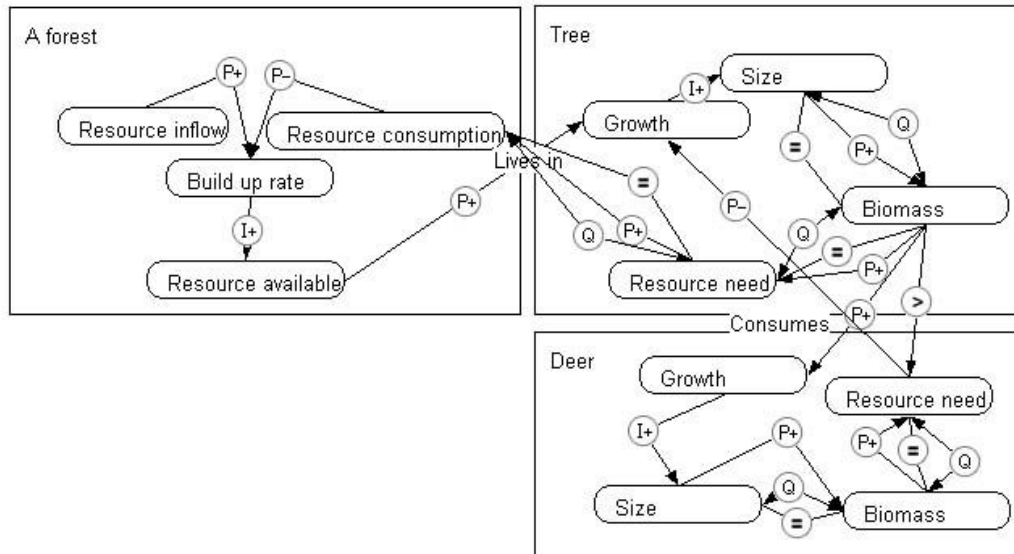 A forest
P+
P–
Resource inflow
Resource consumption
Build up rate
I+
Resource available
P+
Lives in
Tree
Size
I+
Growth
Q
=
P+
Biomass
=
P–
Q
P+
Q
=
P+
Resource need
P+
>
Consumes
Deer
Growth
Resource need
I+
P+
P+
=
Q
Size
Q
=
Biomass